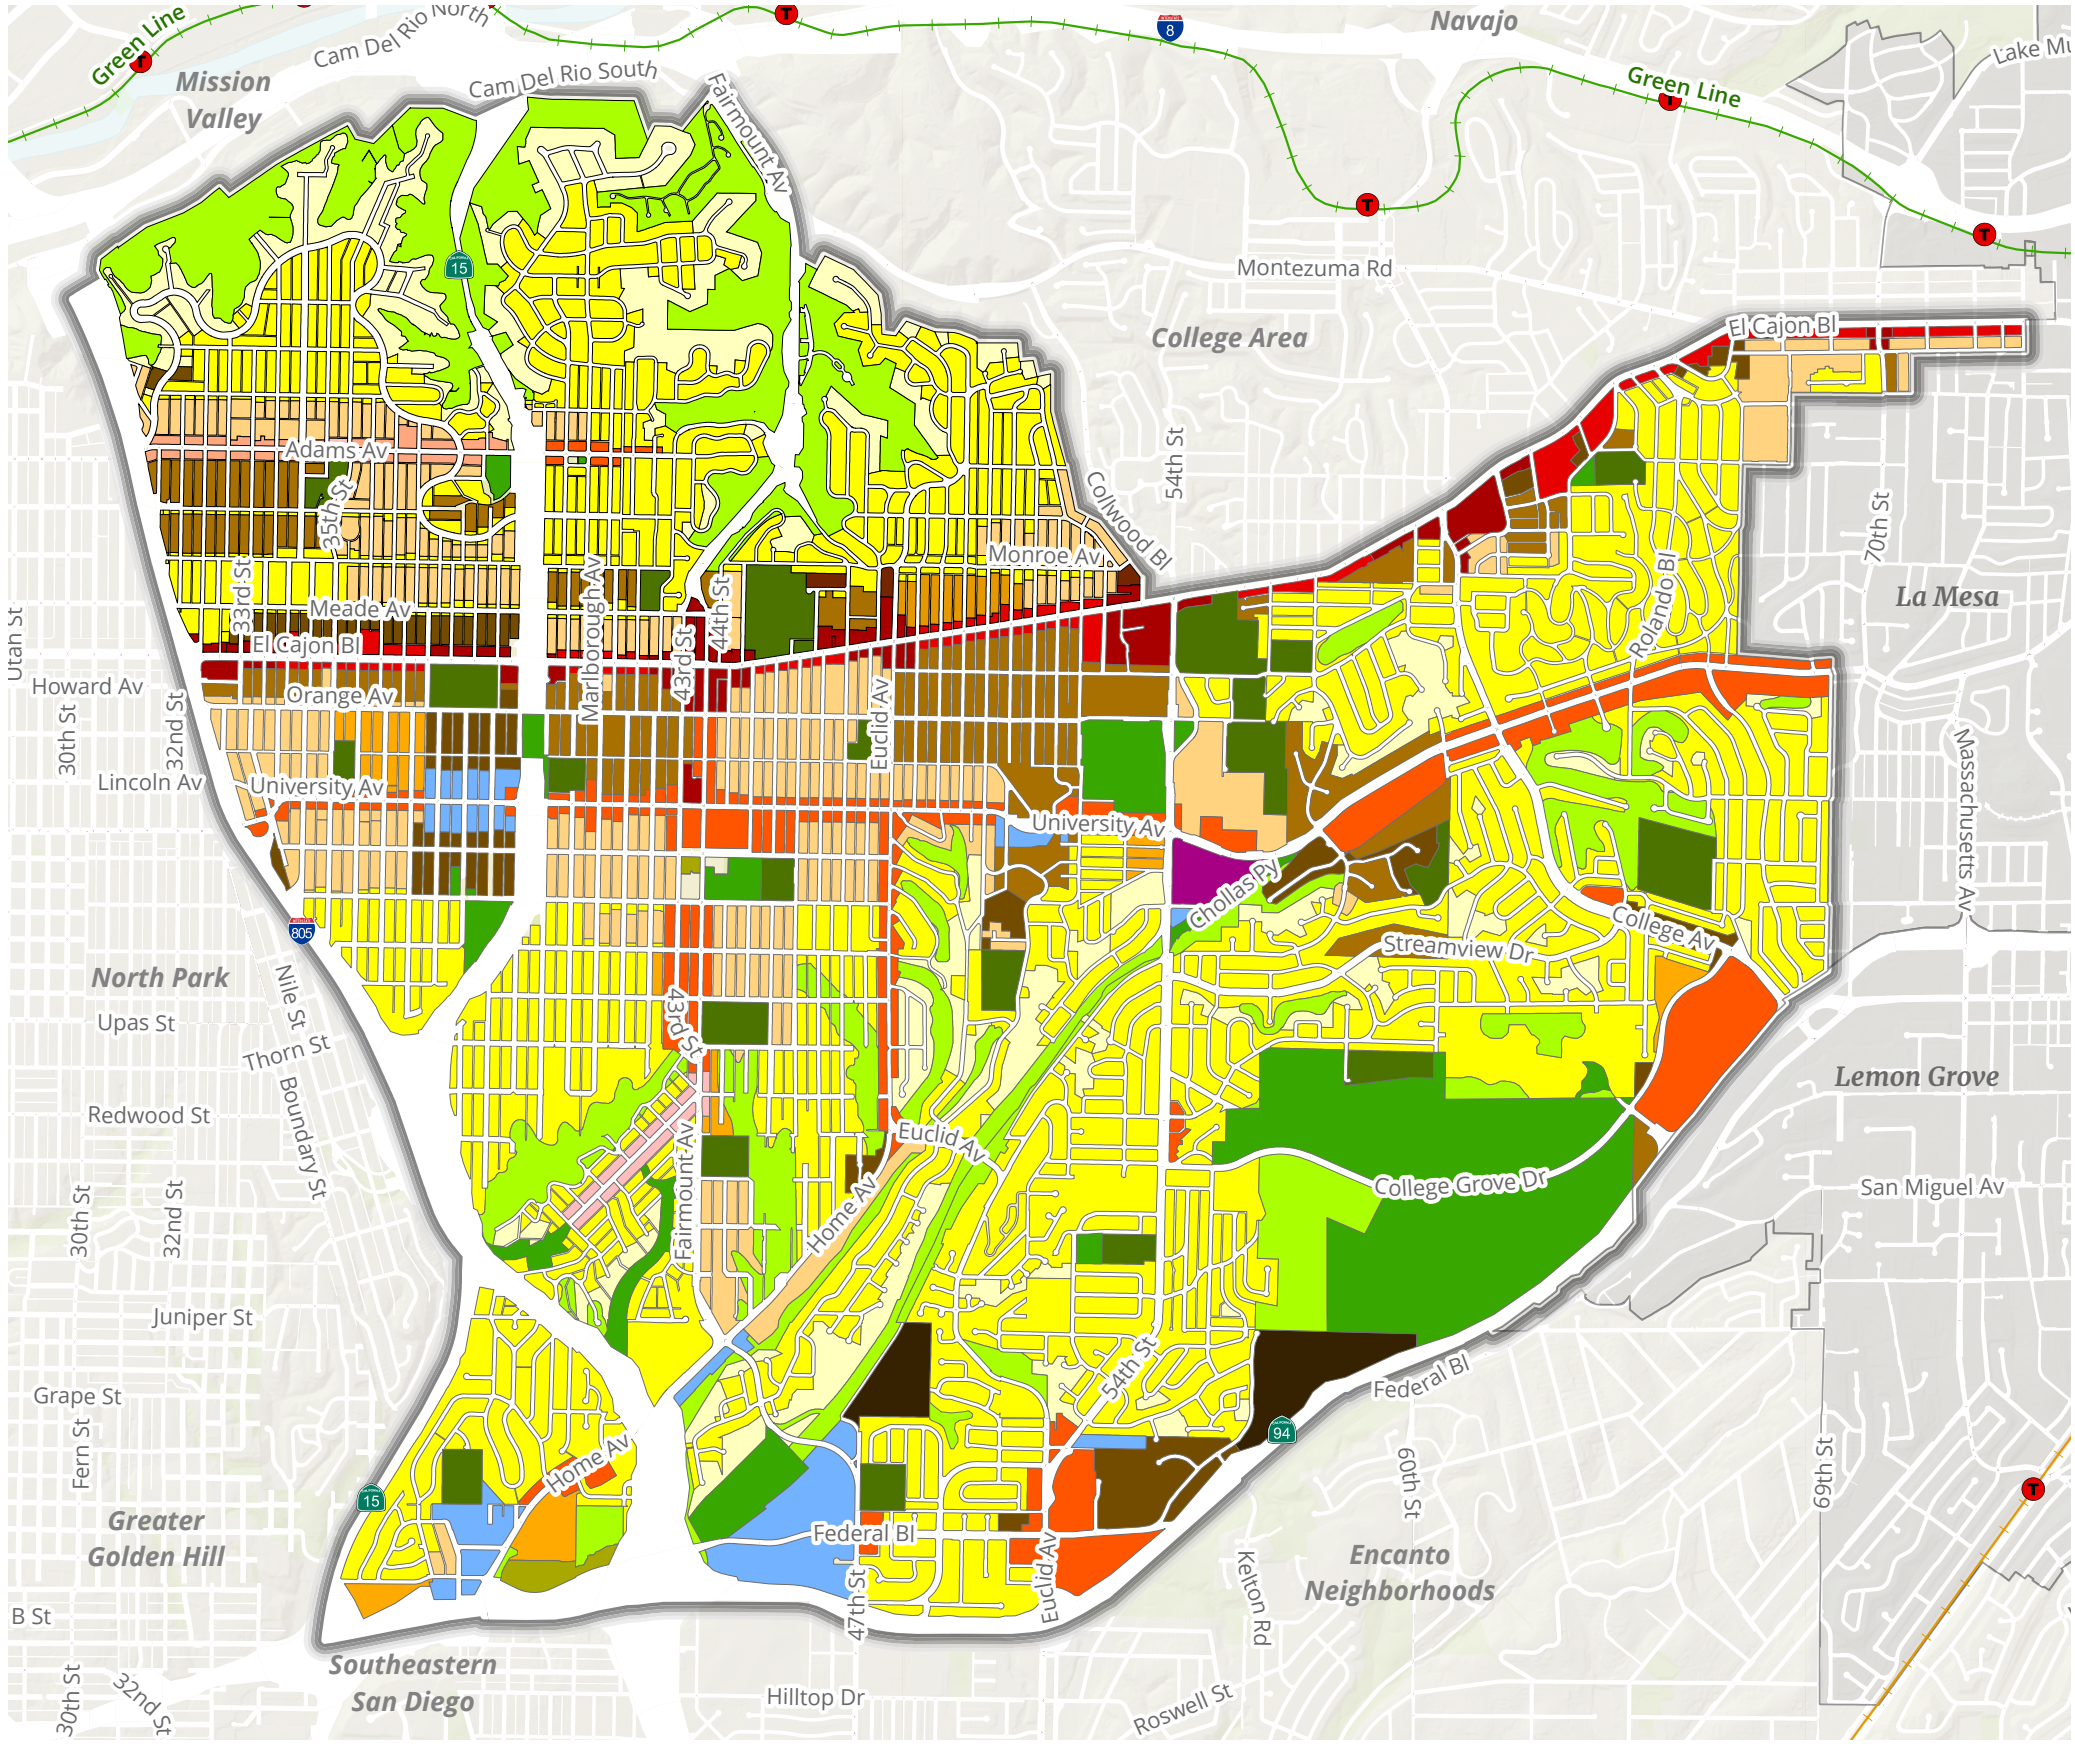 Green Line
Cam Del Rio North
Navajo
8
Lake
Mission
Valley
Cam Del Rio South
Fairmount Av
T
T
Green Line
T
T
T
15
Montezuma Rd
College Area
El Cajon Bl
Adams Av
35th St
54th St
Collwood Bl
70th St
Monroe Av
Marlborough Av
33rd St
Meade Av
44th St
Rolando Bl
La Mesa
Utah St
El Cajon Bl
43rd St
Howard Av
Orange Av
Euclid Av
30th St
32nd St
Massachusetts Av
Lincoln Av
University Av
University Av
Chollas Py
805
College Av
Streamview Dr
North Park
Nile St
43rd St
Upas St
Thorn St
Lemon Grove
Boundary St
Redwood St
Euclid Av
Fairmount Av
College Grove Dr
San Miguel Av
30th St
32nd St
Home Av
Juniper St
54th St
Federal Bl
Grape St
Fern St
94
Home Av
60th St
69th St
15
T
Greater
Golden Hill
Federal Bl
Encanto
Neighborhoods
Euclid Av
47th St
Kelton Rd
B St
Southeastern
San Diego
30th St
32nd St
Hilltop Dr
Roswell St